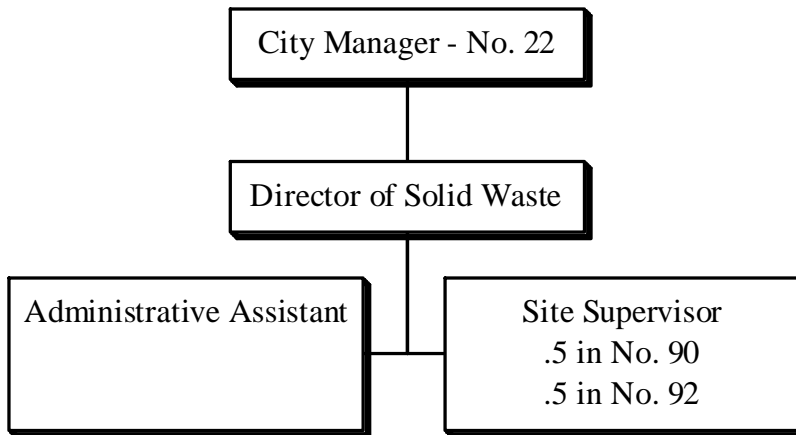 City Manager - No. 22
Director of Solid Waste
Administrative Assistant
Site Supervisor
.5 in No. 90
.5 in No. 92